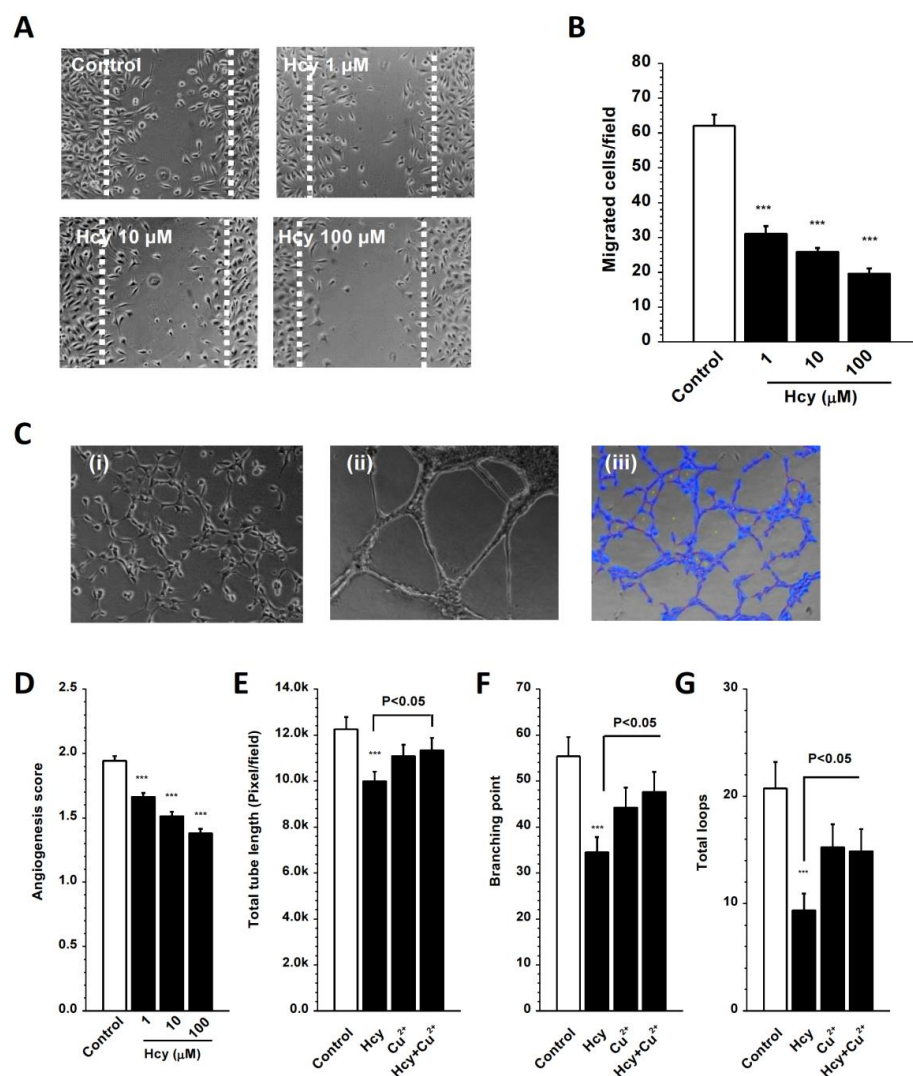 A
Control
Hcy 1 μM
Hcy 10 μM
Hcy 100 μM
B
Migrated cells/field
80
70
60
50
40
30
20
10
0
***
***
***
Control
1
10
100
Hcy (μM)
C
(i)
(ii)
(iii)
D
Angiogenesis score
2.5
2.0
1.5
1.0
0.5
0.0
***
***
***
Control
1
10
100
Hcy (μM)
E
Total tube length (Pixel/field)
14.0k
12.0k
10.0k
8.0k
6.0k
4.0k
2.0k
0.0
P<0.05
***
Control
Hcy
Cu²⁺
Hcy+Cu²⁺
F
Branching point
70
60
50
40
30
20
10
0
P<0.05
***
Control
Hcy
Cu²⁺
Hcy+Cu²⁺
G
Total loops
30
20
10
0
P<0.05
***
Control
Hcy
Cu²⁺
Hcy+Cu²⁺